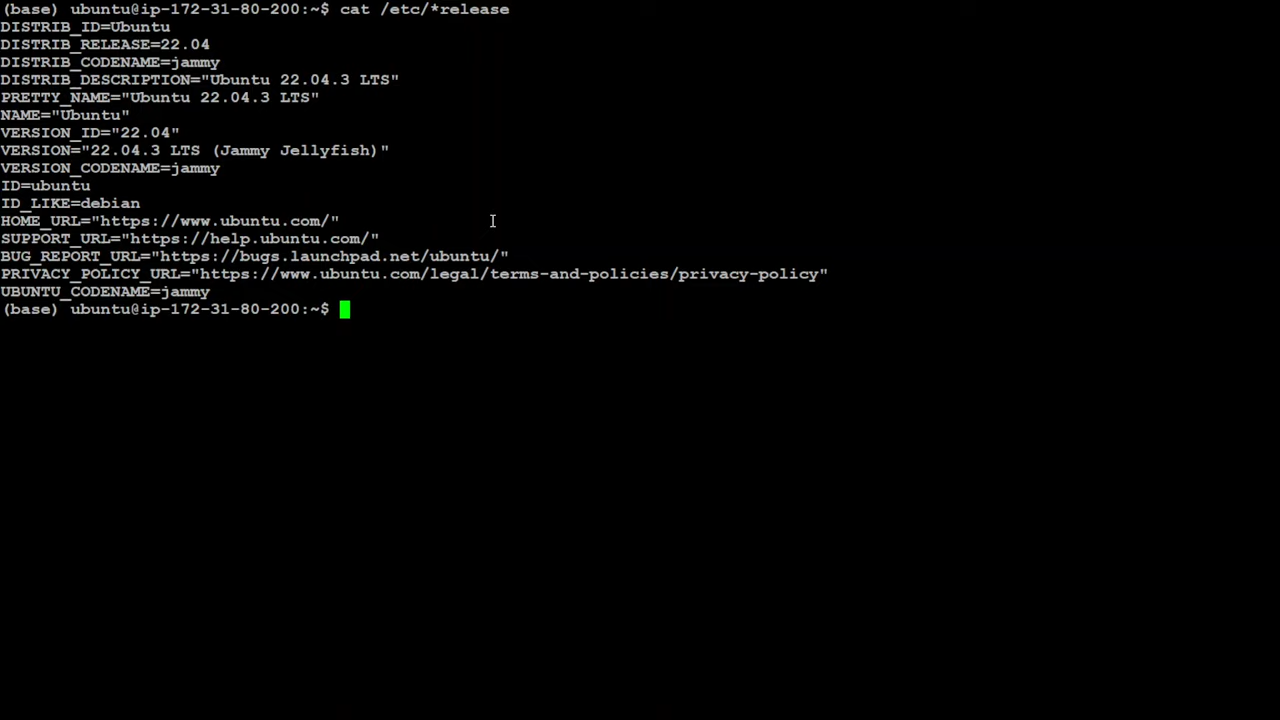 (base) ubuntu@ip-172-31-80-200:~$ cat /etc/*release
DISTRIB_ID=Ubuntu
DISTRIB_RELEASE=22.04
DISTRIB_CODENAME=jammy
DISTRIB_DESCRIPTION="Ubuntu 22.04.3 LTS"
PRETTY_NAME="Ubuntu 22.04.3 LTS"
NAME="Ubuntu"
VERSION_ID="22.04"
VERSION="22.04.3 LTS (Jammy Jellyfish)"
VERSION_CODENAME=jammy
ID=ubuntu
ID_LIKE=debian
HOME_URL="https://www.ubuntu.com/"
SUPPORT_URL="https://help.ubuntu.com/"
BUG_REPORT_URL="https://bugs.launchpad.net/ubuntu/"
PRIVACY_POLICY_URL="https://www.ubuntu.com/legal/terms-and-policies/privacy-policy"
UBUNTU_CODENAME=jammy
(base) ubuntu@ip-172-31-80-200:~$